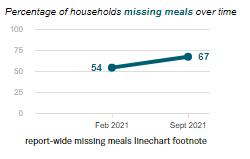 Percentage of households missing meals over time
100
75
50
25
0
54
67
Feb 2021
Sept 2021
report-wide missing meals linechart footnote